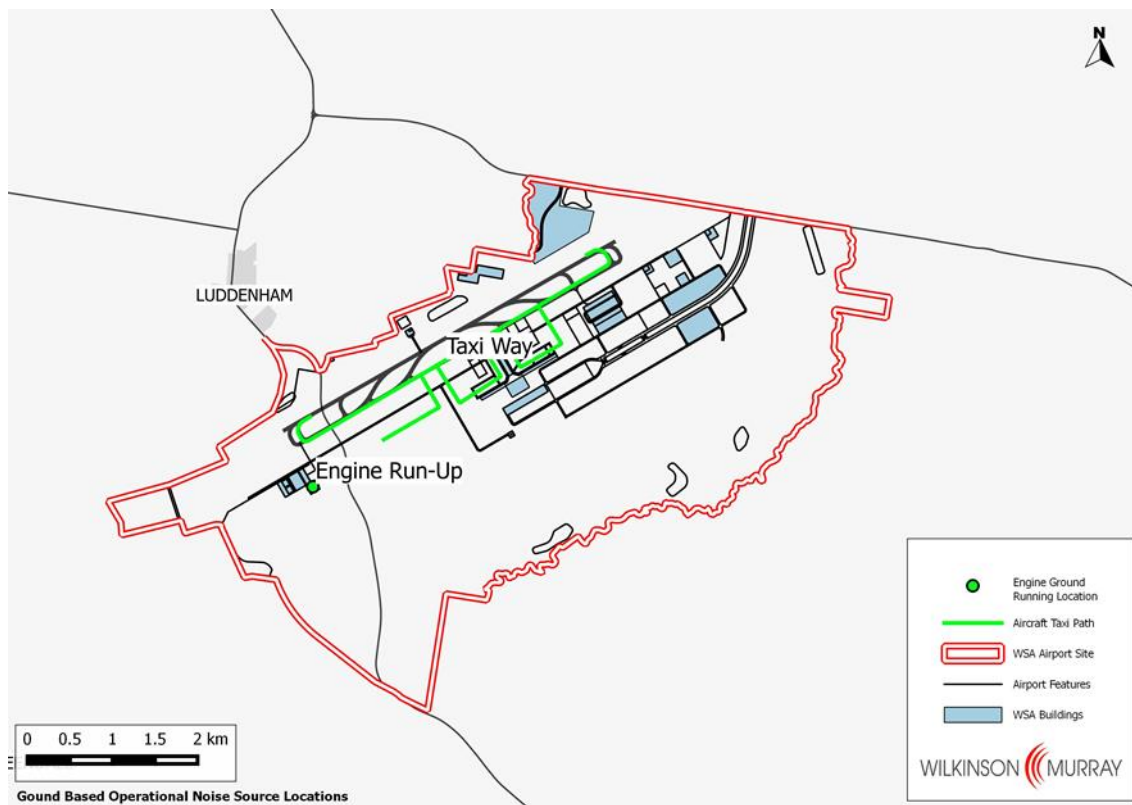 N
LUDDENHAM
Taxi Way
Engine Run-Up
Engine Ground
Running Location
Aircraft Taxi Path
WSA Airport Site
Airport Features
WSA Buildings
0 0.5 1 1.5 2 km
WILKINSON MURRAY
Gound Based Operational Noise Source Locations